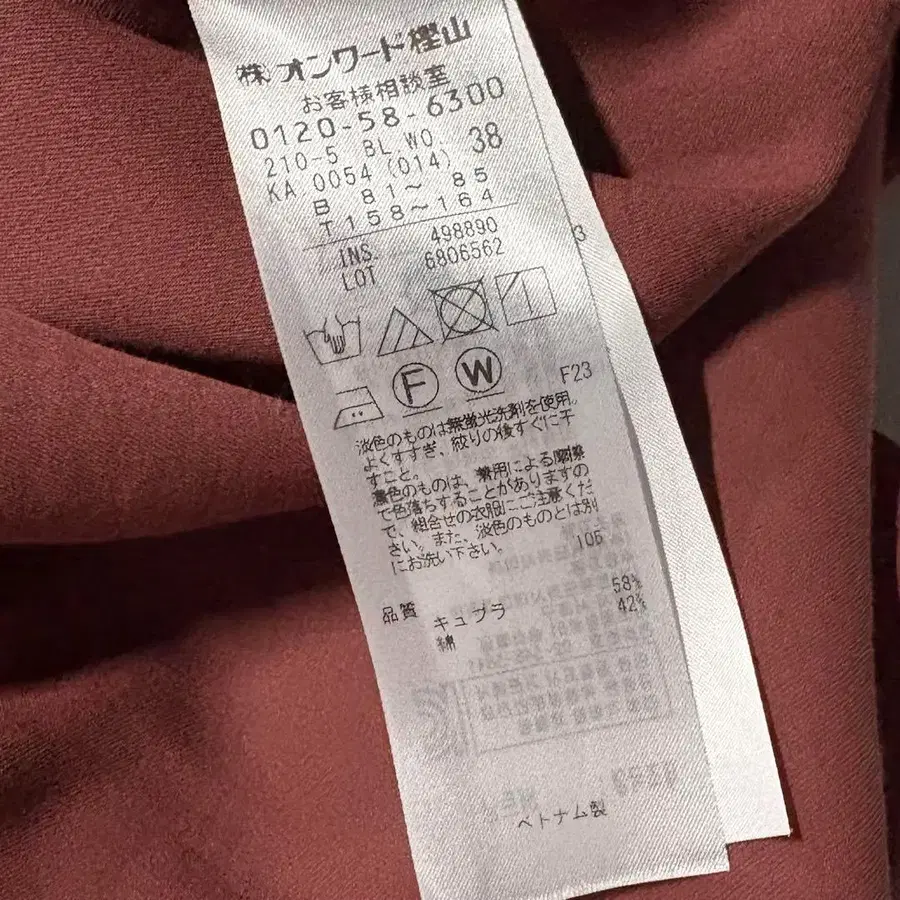 ㈱オンワード樫山
お客様相談室
0120-58-6300
210-5 BL WO. 38
KA 0054 (014)
B 81～ 85
T158～164
INS. 498890
LOT 6806562
3
F
W
F23
淡色のものは無蛍光洗剤を使用。
よくすすぎ、絞りの後すぐに干
すこと。
濃色のものは、着用による摩擦
で色落ちすることがありますの
で、組合せの衣服にご注意くだ
さい。また、淡色のものとは別
にお洗い下さい。 105
品質 キュプラ 58%
綿 42%
ベトナム製